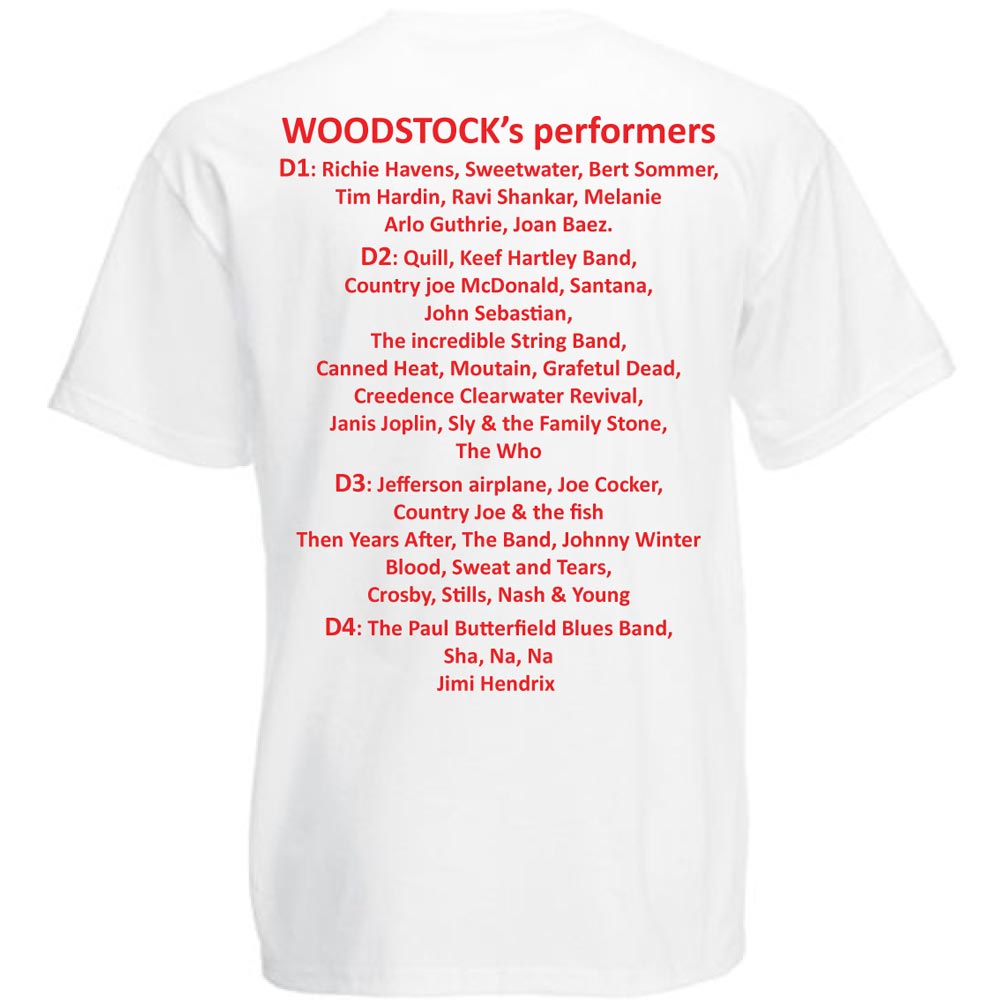 WOODSTOCK’s performers
D1: Richie Havens, Sweetwater, Bert Sommer,
Tim Hardin, Ravi Shankar, Melanie
Arlo Guthrie, Joan Baez.
D2: Quill, Keef Hartley Band,
Country joe McDonald, Santana,
John Sebastian,
The incredible String Band,
Canned Heat, Moutain, Grafetul Dead,
Creedence Clearwater Revival,
Janis Joplin, Sly & the Family Stone,
The Who
D3: Jefferson airplane, Joe Cocker,
Country Joe & the fish
Then Years After, The Band, Johnny Winter
Blood, Sweat and Tears,
Crosby, Stills, Nash & Young
D4: The Paul Butterfield Blues Band,
Sha, Na, Na
Jimi Hendrix